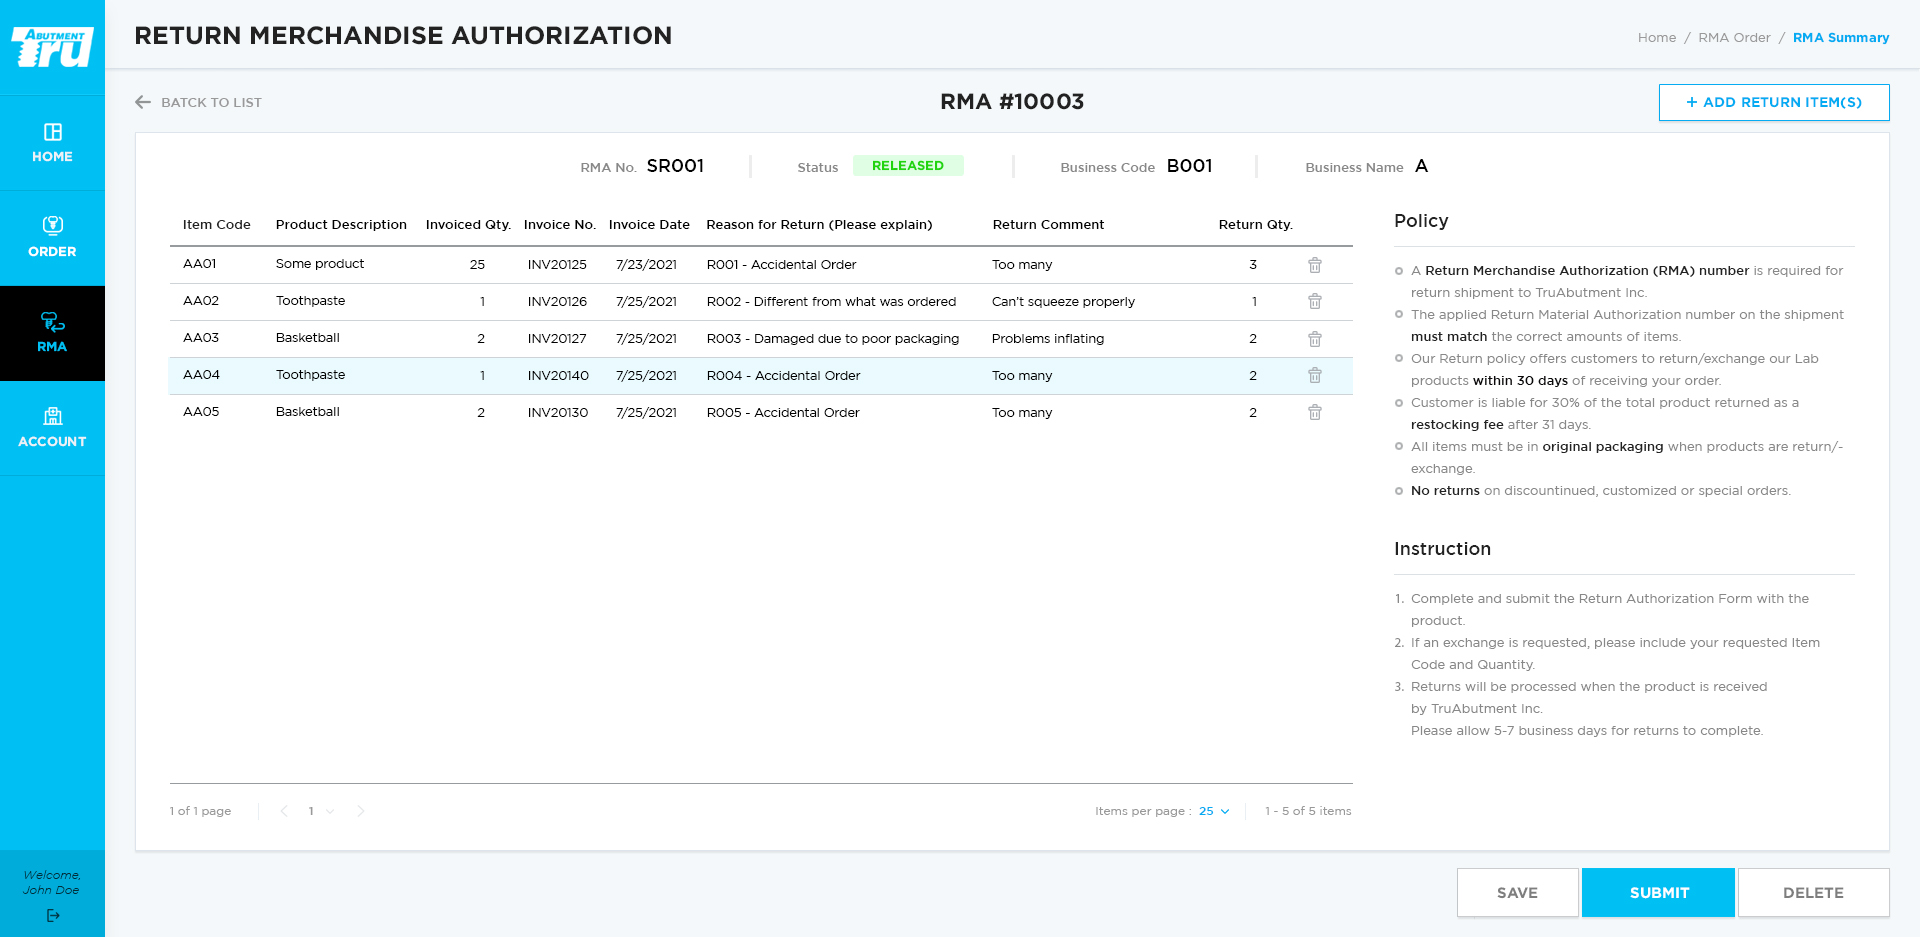 ABUTMENT
Tru
RETURN MERCHANDISE AUTHORIZATION
Home / RMA Order / RMA Summary
BATCK TO LIST
RMA #10003
+ ADD RETURN ITEM(S)
HOME
ORDER
RMA
ACCOUNT
Welcome,
John Doe
RMA No. SR001 Status RELEASED Business Code B001 Business Name A
Item Code Product Description Invoiced Qty. Invoice No. Invoice Date Reason for Return (Please explain) Return Comment Return Qty.
AA01 Some product 25 INV20125 7/23/2021 R001 - Accidental Order Too many 3
AA02 Toothpaste 1 INV20126 7/25/2021 R002 - Different from what was ordered Can't squeeze properly 1
AA03 Basketball 2 INV20127 7/25/2021 R003 - Damaged due to poor packaging Problems inflating 2
AA04 Toothpaste 1 INV20140 7/25/2021 R004 - Accidental Order Too many 2
AA05 Basketball 2 INV20130 7/25/2021 R005 - Accidental Order Too many 2
1 of 1 page 1 Items per page : 25 1 - 5 of 5 items
Policy
A Return Merchandise Authorization (RMA) number is required for
return shipment to TruAbutment Inc.
The applied Return Material Authorization number on the shipment
must match the correct amounts of items.
Our Return policy offers customers to return/exchange our Lab
products within 30 days of receiving your order.
Customer is liable for 30% of the total product returned as a
restocking fee after 31 days.
All items must be in original packaging when products are return/-
exchange.
No returns on discountinued, customized or special orders.
Instruction
1. Complete and submit the Return Authorization Form with the
product.
2. If an exchange is requested, please include your requested Item
Code and Quantity.
3. Returns will be processed when the product is received
by TruAbutment Inc.
Please allow 5-7 business days for returns to complete.
SAVE
SUBMIT
DELETE